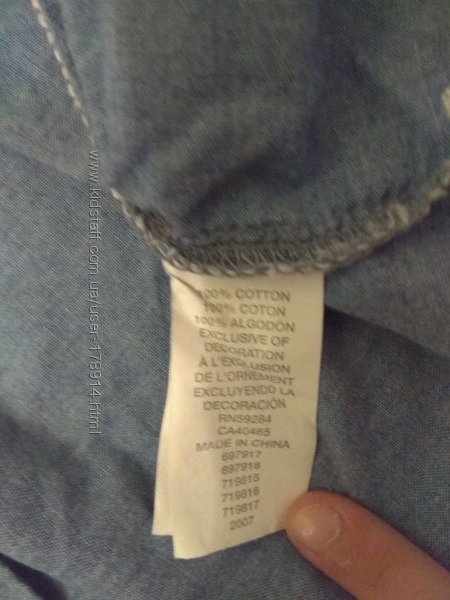 100% COTTON
100% COTON
100% ALGODÓN
EXCLUSIVE OF
DECORATION
À L'EXCLUSION
DE L'ORNEMENT
EXCLUYENDO LA
DECORACIÓN
RN59284
CA40465
MADE IN CHINA
697917
697918
719815
719816
719817
2007
www.kidstaff.com.ua/user-178914.html